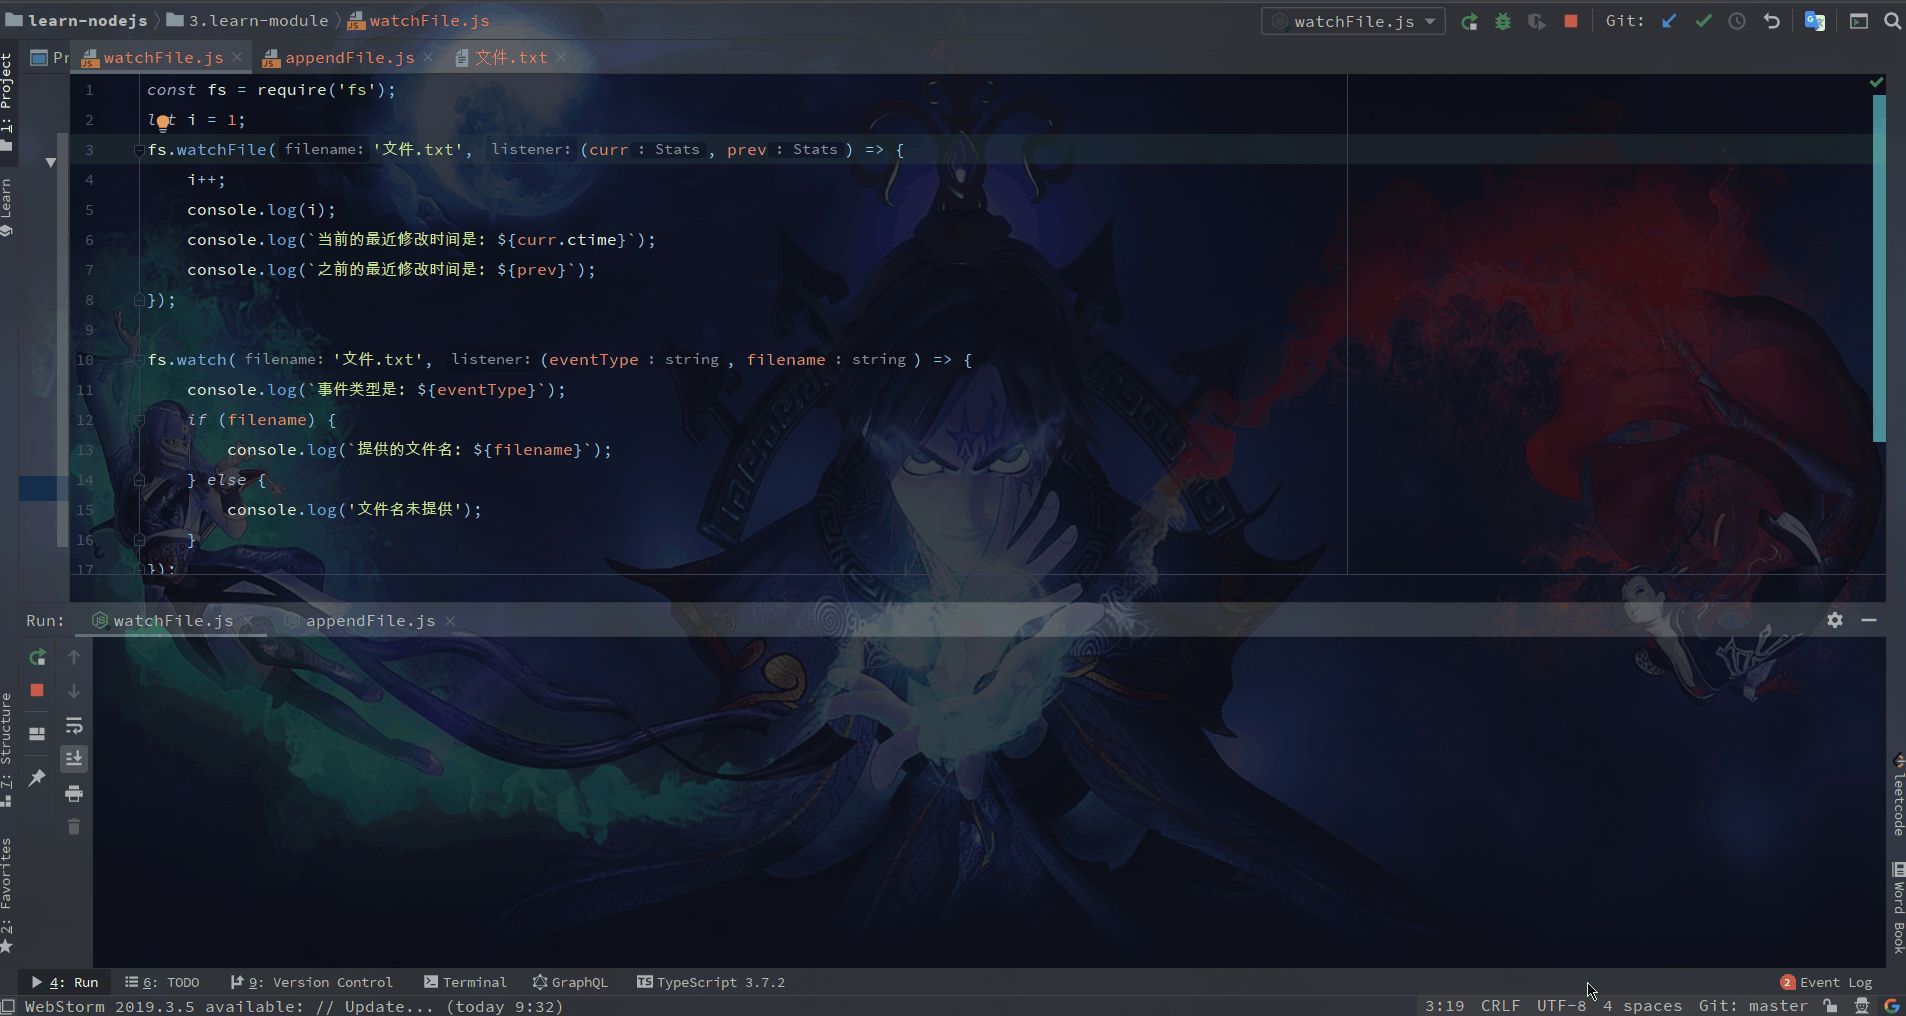 learn-nodejs 3.learn-module watchFile.js watchFile.js Git:
Pr watchFile.js appendFile.js 文件.txt
1 const fs = require('fs');
2 let i = 1;
3 fs.watchFile( filename: '文件.txt', listener: (curr : Stats , prev : Stats ) => {
4 i++;
5 console.log(i);
6 console.log(`当前的最近修改时间是: ${curr.ctime}`);
7 console.log(`之前的最近修改时间是: ${prev}`);
8 });
9
10 fs.watch( filename: '文件.txt', listener: (eventType : string , filename : string ) => {
11 console.log(`事件类型是: ${eventType}`);
12 if (filename) {
13 console.log(`提供的文件名: ${filename}`);
14 } else {
15 console.log('文件名未提供');
16 }
17 });
1: Project
Learn
7: Structure
2: Favorites
Run: watchFile.js appendFile.js
leetcode
Word Book
4: Run 6: TODO 9: Version Control Terminal GraphQL TypeScript 3.7.2 2 Event Log
WebStorm 2019.3.5 available: // Update... (today 9:32) 3:19 CRLF UTF-8 4 spaces Git: master